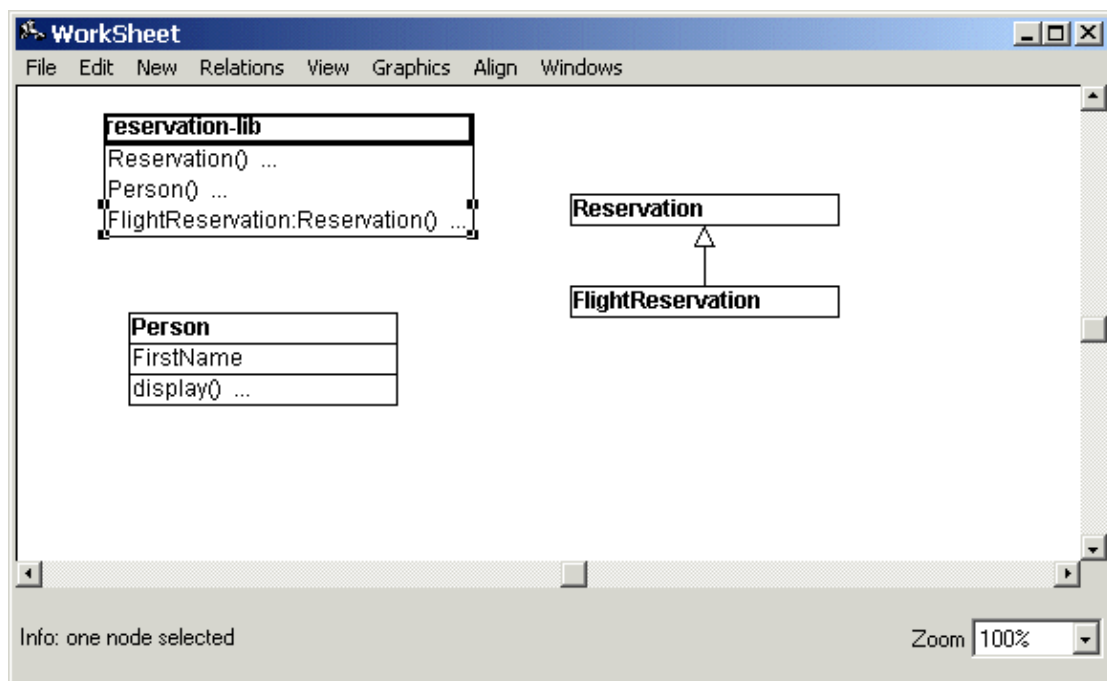 WorkSheet
File Edit New Relations View Graphics Align Windows
reservation-lib
Reservation() ...
Person() ...
FlightReservation:Reservation() ...
Reservation
FlightReservation
Person
FirstName
display() ...
Info: one node selected
Zoom 100%